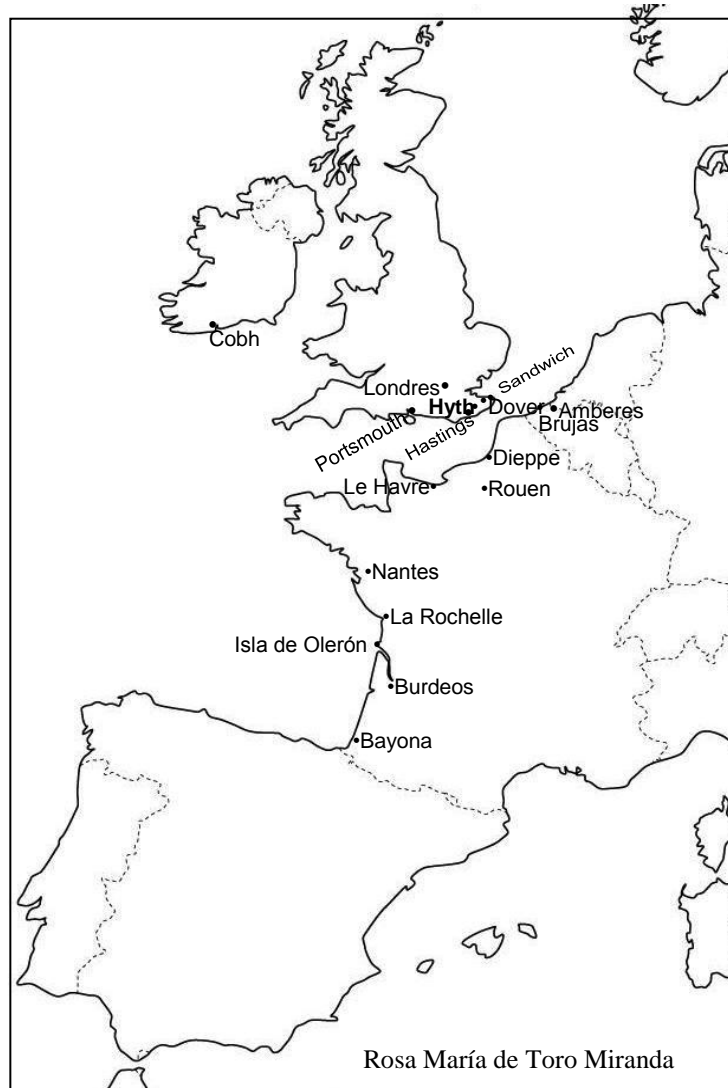 Cobh
Sandwich
Londres
Hyth
Dover
Amberes
Brujas
Portsmouth
Hastings
Dieppe
Le Havre
Rouen
Nantes
La Rochelle
Isla de Olerón
Burdeos
Bayona
Rosa María de Toro Miranda